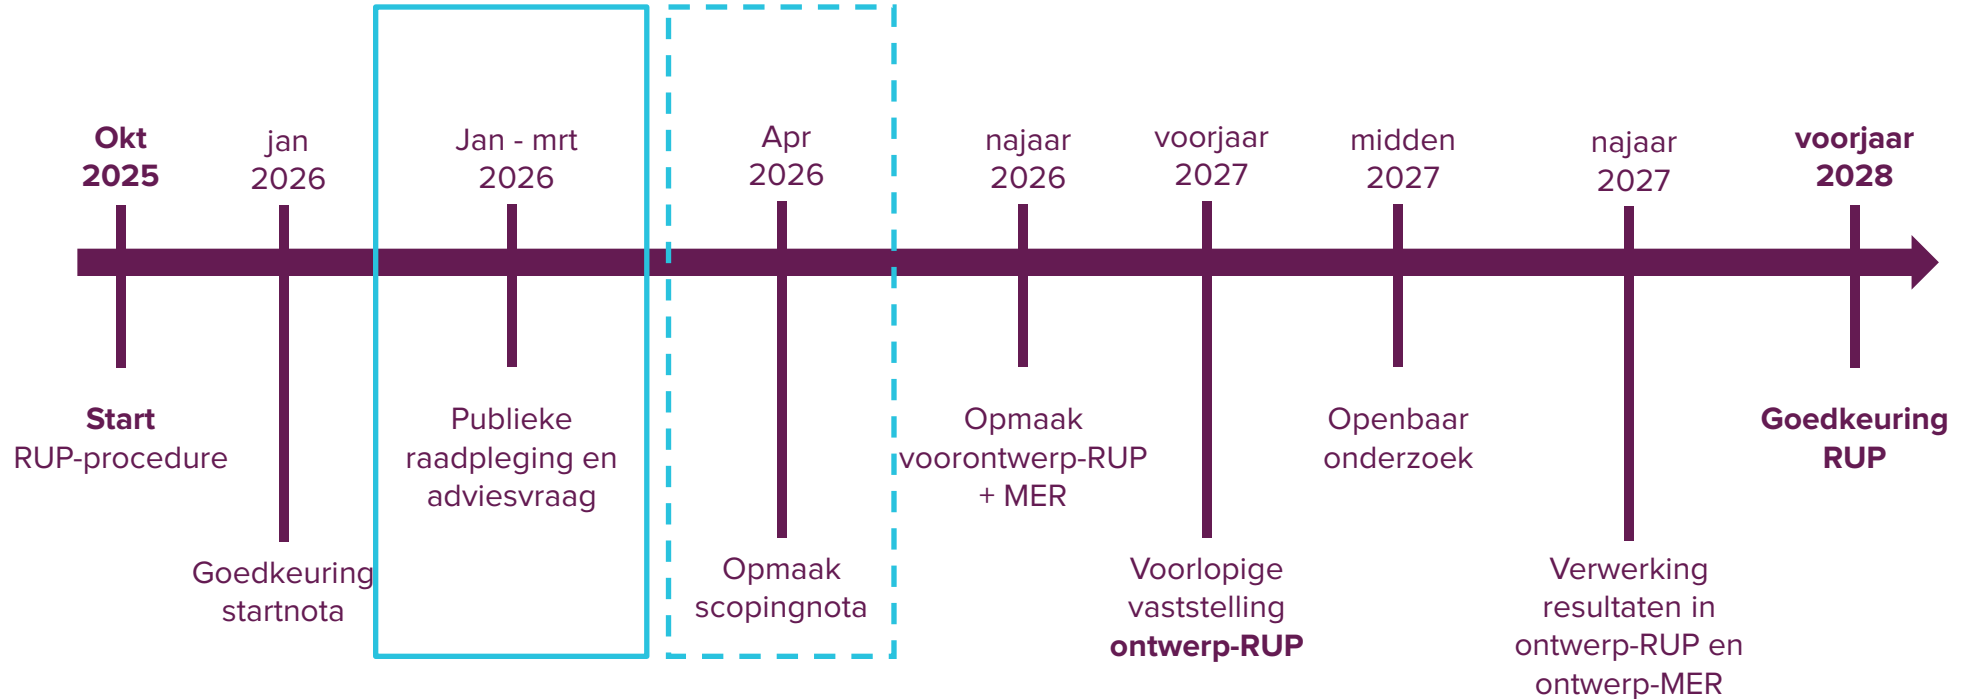 Okt
2025
jan
2026
Jan - mrt
2026
Apr
2026
najaar
2026
voorjaar
2027
midden
2027
najaar
2027
voorjaar
2028
Start
RUP-procedure
Goedkeuring
startnota
Publieke
raadpleging en
adviesvraag
Opmaak
scopingnota
Opmaak
voorontwerp-RUP
+ MER
Voorlopige
vaststelling
ontwerp-RUP
Openbaar
onderzoek
Verwerking
resultaten in
ontwerp-RUP en
ontwerp-MER
Goedkeuring
RUP